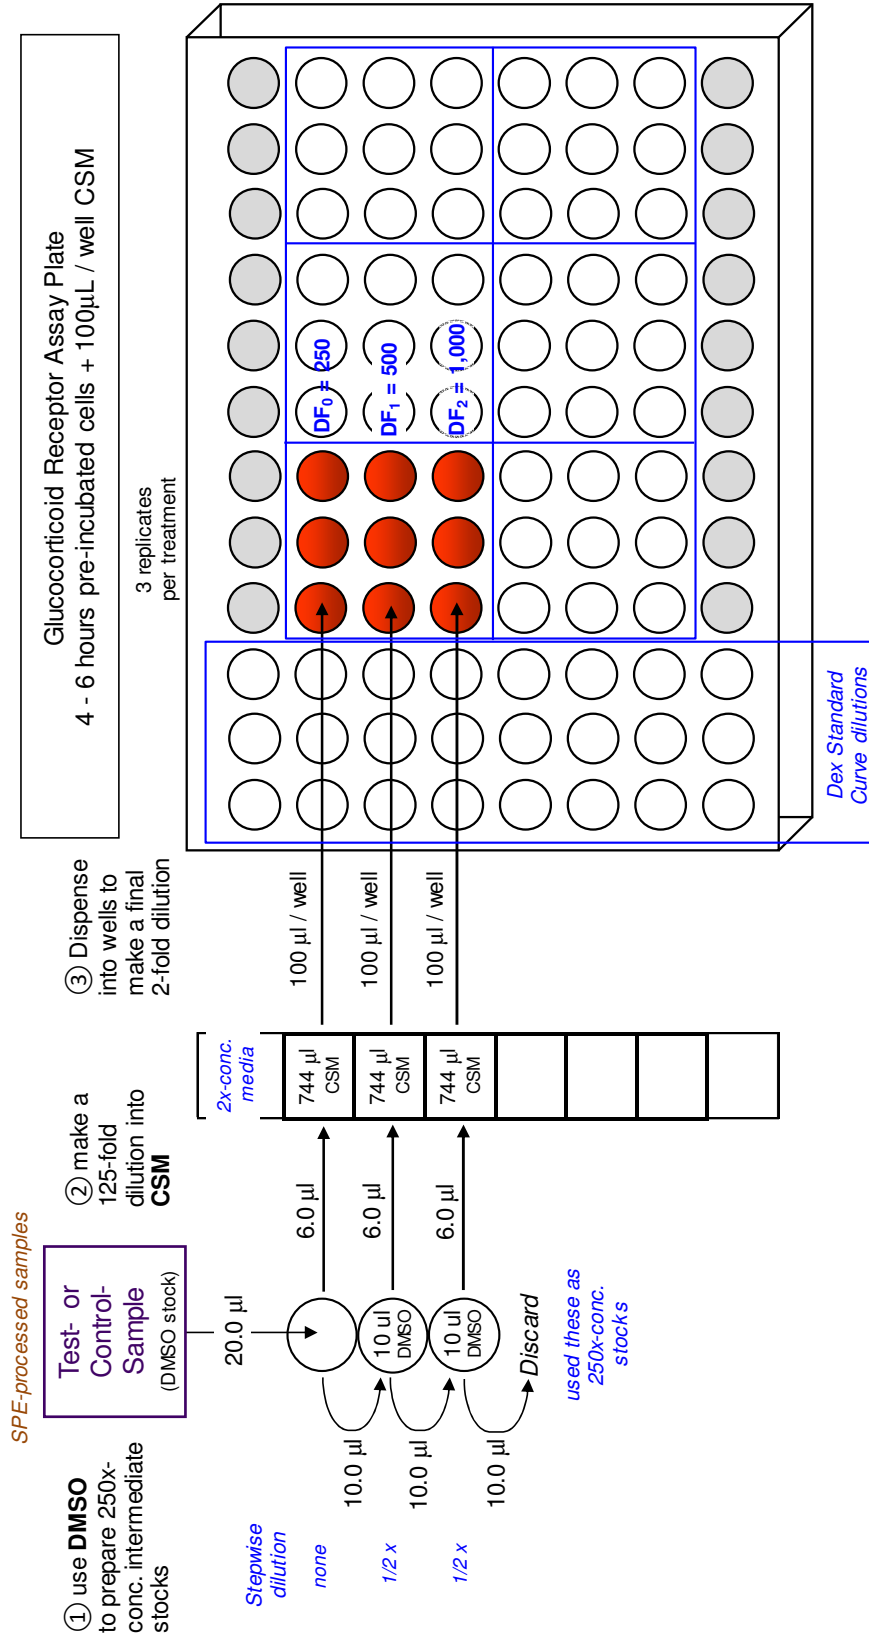 SPE-processed samples
① use DMSO
to prepare 250x-
conc. intermediate
stocks
Test- or
Control-
Sample
(DMSO stock)
② make a
125-fold
dilution into
CSM
③ Dispense
into wells to
make a final
2-fold dilution
Glucocorticoid Receptor Assay Plate
4 - 6 hours pre-incubated cells + 100µL / well CSM
3 replicates
per treatment
Stepwise
dilution
none
1/2 x
1/2 x
20.0 µl
10.0 µl
10.0 µl
10.0 µl
10 ul
DMSO
10 ul
DMSO
Discard
used these as
250x-conc.
stocks
6.0 µl
6.0 µl
6.0 µl
2x-conc.
media
744 µl
CSM
744 µl
CSM
744 µl
CSM
100 µl / well
100 µl / well
100 µl / well
DF₀ = 250
DF₁ = 500
DF₂ = 1,000
Dex Standard
Curve dilutions